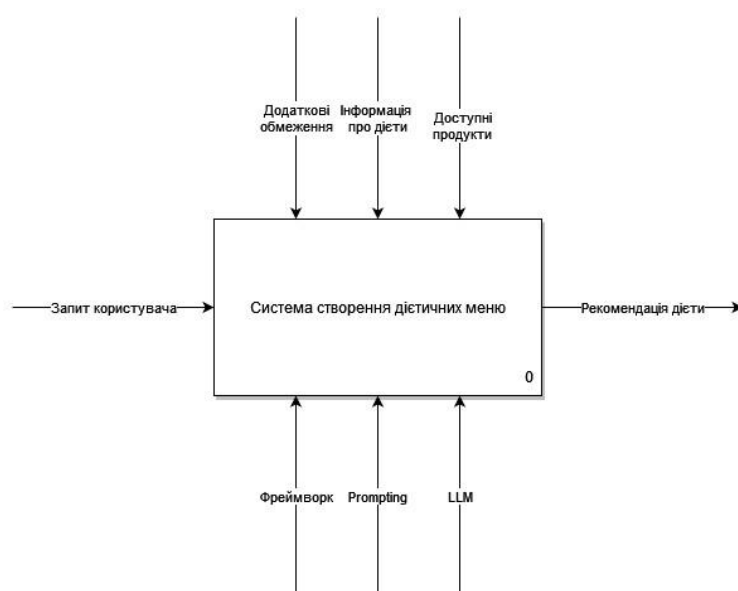 Додаткові
обмеження
Інформація
про дієти
Доступні
продукти
Запит користувача
Система створення дієтичних меню
Рекомендація дієти
0
Фреймворк
Prompting
LLM